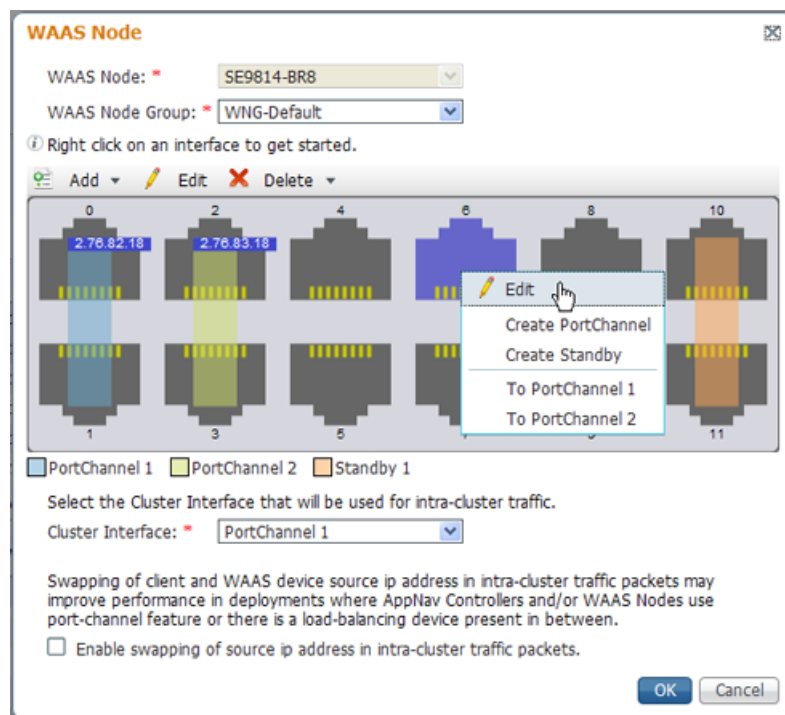 WAAS Node
WAAS Node: * SE9814-BR8
WAAS Node Group: * WNG-Default
Right click on an interface to get started.
Add Edit Delete
0 2 4 6 8 10
2.76.82.18 2.76.83.18
Edit
Create PortChannel
Create Standby
To PortChannel 1
To PortChannel 2
1 3 5 11
PortChannel 1 PortChannel 2 Standby 1
Select the Cluster Interface that will be used for intra-cluster traffic.
Cluster Interface: * PortChannel 1
Swapping of client and WAAS device source ip address in intra-cluster traffic packets may
improve performance in deployments where AppNav Controllers and/or WAAS Nodes use
port-channel feature or there is a load-balancing device present in between.
Enable swapping of source ip address in intra-cluster traffic packets.
OK Cancel